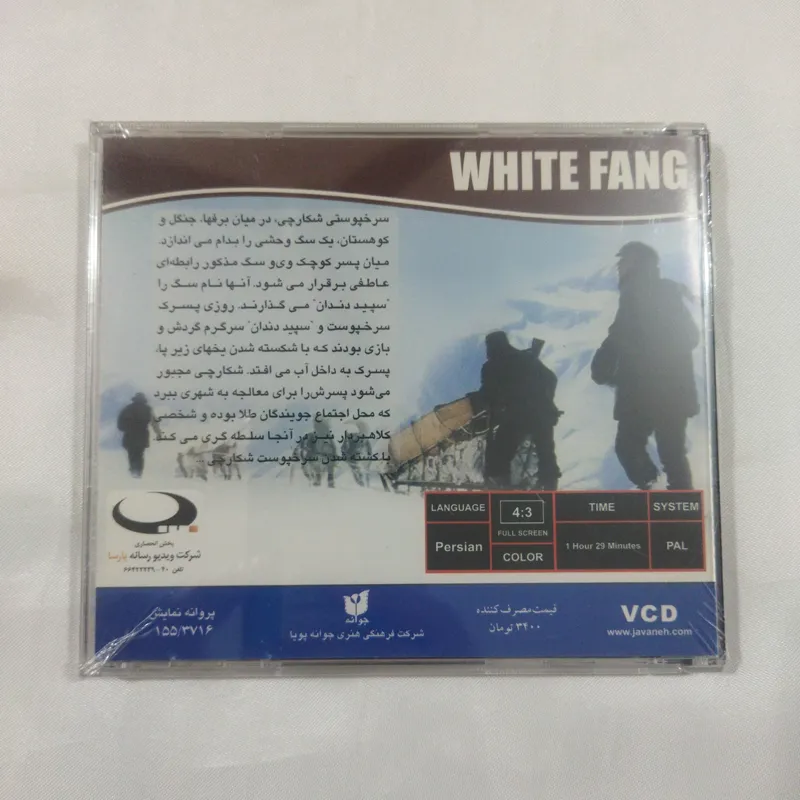 WHITE FANG
سرخپوستی شکارچی، در میان برفها، جنگل و
کوهستان، یک سگ وحشی را بدام می اندازد.
میان پسر کوچک وی و سگ مذکور رابطه‌ای
عاطفی برقرار می شود. آنها نام سگ را
"سپید دندان" می گذارند. روزی پسرک
سرخپوست و "سپید دندان" سرگرم گردش و
بازی بودند که با شکسته شدن یخهای زیر پا،
پسرک به داخل آب می افتد. شکارچی مجبور
می‌شود پسرش را برای معالجه به شهری ببرد
که محل اجتماع جویندگان طلا بوده و شخصی
کلاهبردار نیز در آنجا سلطه گری می کند.
با کشته شدن سرخپوست شکارچی ...
LANGUAGE
Persian
4:3
FULL SCREEN
COLOR
TIME
1 Hour 29 Minutes
SYSTEM
PAL
پخش انحصاری
شرکت ویدیو رسانه پارسا
تلفن ۴۰-۶۶۴۲۲۲۳۹
پروانه نمایش
۱۵۵/۳۷۱۶
جوانه
شرکت فرهنگی هنری جوانه پویا
قیمت مصرف کننده
۳۴۰۰ تومان
VCD
www.javaneh.com